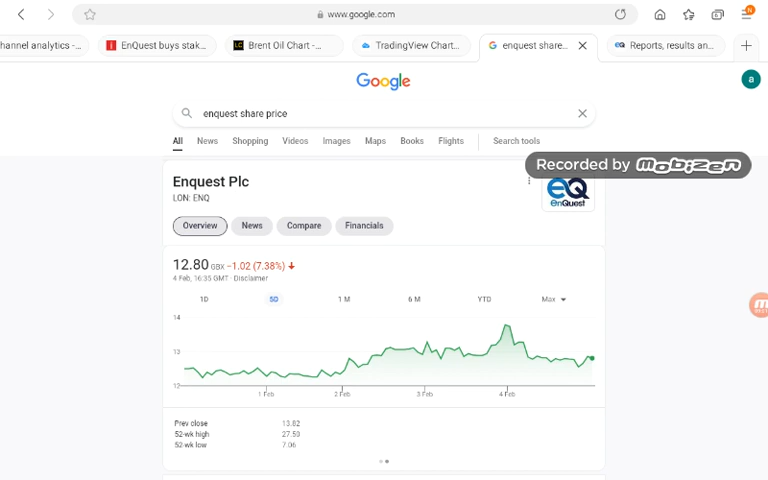 www.google.com
hannel analytics -...
EnQuest buys stak...
Brent Oil Chart -...
TradingView Chart...
enquest share...
Reports, results an...
Google
a
enquest share price
All News Shopping Videos Images Maps Books Flights Search tools
Recorded by mobizen
Enquest Plc
LON: ENQ
EQ
EnQuest
Overview News Compare Financials
12.80 GBX −1.02 (7.38%)
4 Feb, 16:35 GMT · Disclaimer
1D 5D 1 M 6 M YTD Max
14
13
12
1 Feb 2 Feb 3 Feb 4 Feb
Prev close 13.82
52-wk high 27.50
52-wk low 7.06